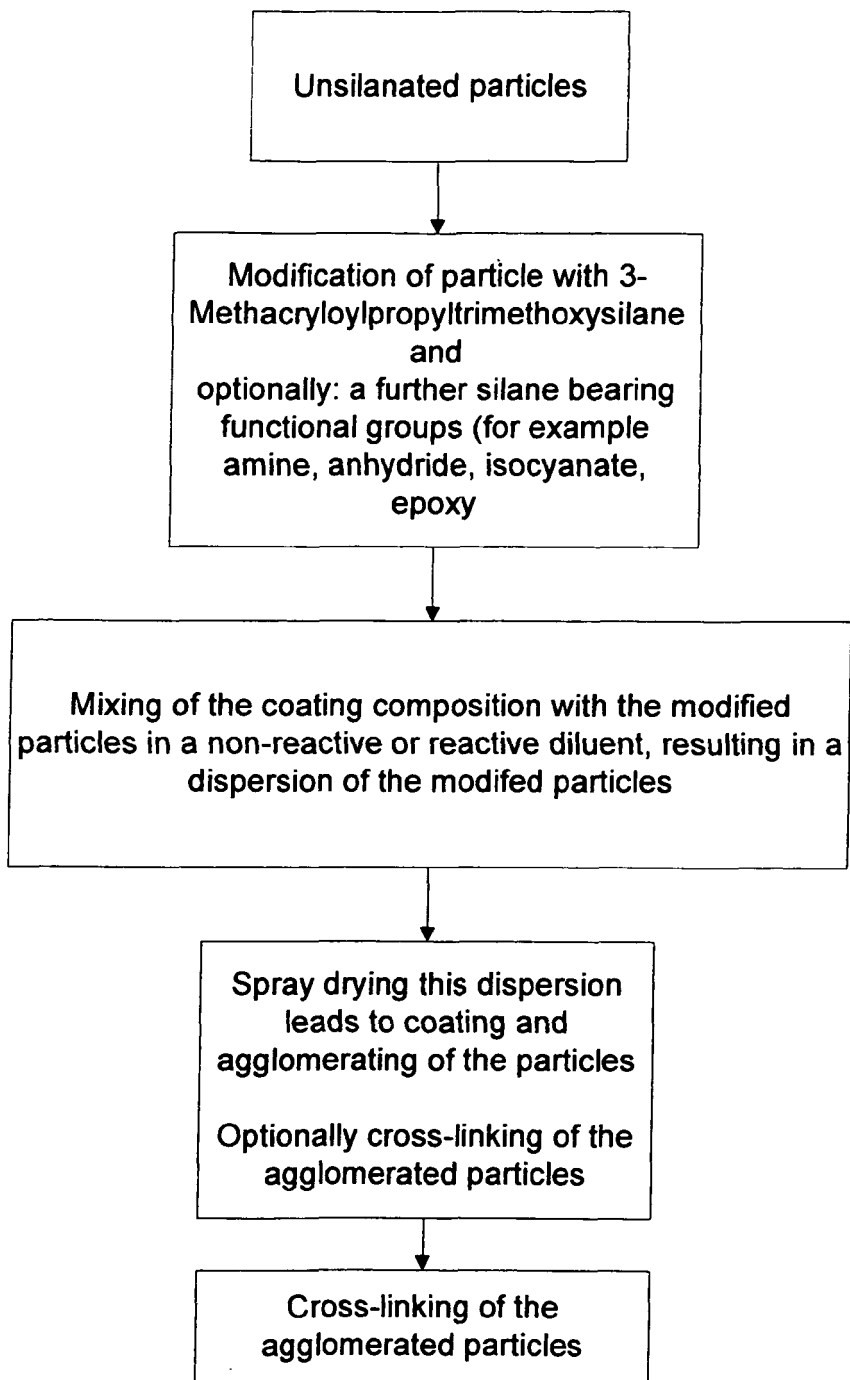 Unsilanated particles
Modification of particle with 3-
Methacryloylpropyltrimethoxysilane
and
optionally: a further silane bearing
functional groups (for example
amine, anhydride, isocyanate,
epoxy
Mixing of the coating composition with the modified
particles in a non-reactive or reactive diluent, resulting in a
dispersion of the modifed particles
Spray drying this dispersion
leads to coating and
agglomerating of the particles
Optionally cross-linking of the
agglomerated particles
Cross-linking of the
agglomerated particles